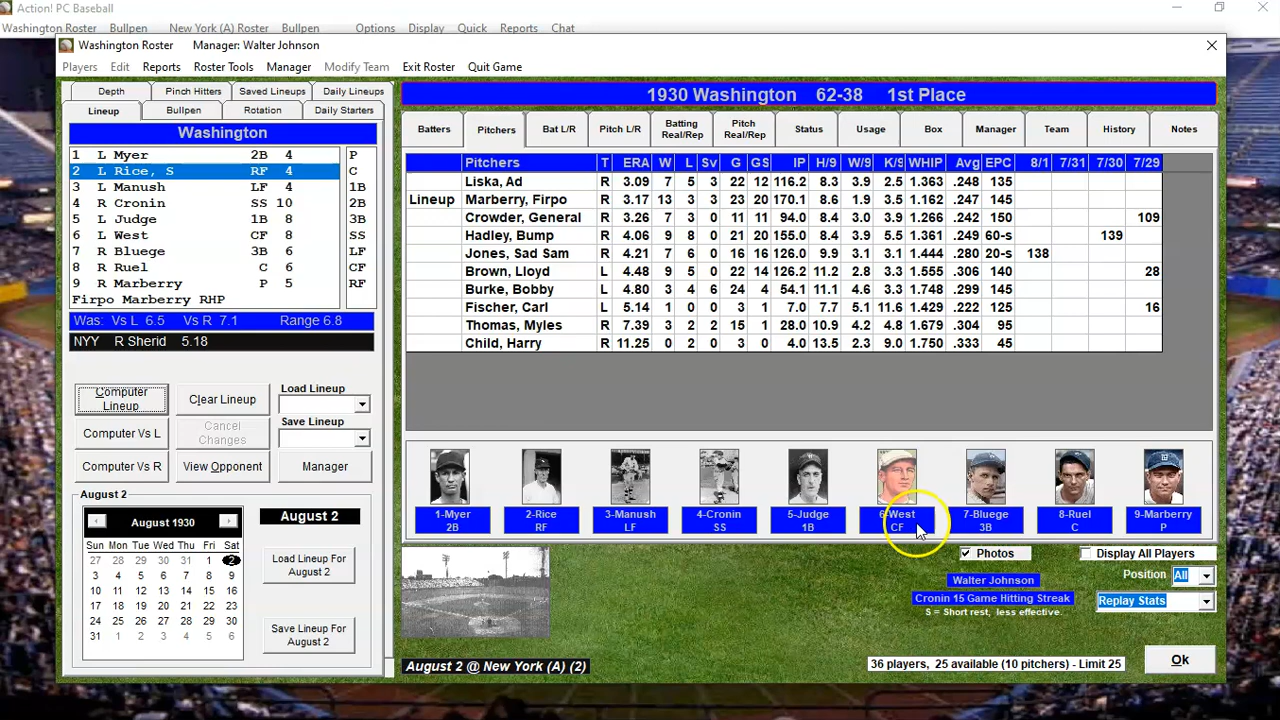 Action! PC Baseball
Washington Roster Bullpen New York (A) Roster Bullpen Options Display Quick Reports Chat
Washington Roster Manager: Walter Johnson
Players Edit Reports Roster Tools Manager Modify Team Exit Roster Quit Game
Depth Pinch Hitters Saved Lineups Daily Lineups
Lineup Bullpen Rotation Daily Starters
Washington
1 L Myer 2B 4 P
2 L Rice, S RF 4 C
3 L Manush LF 4 1B
4 R Cronin SS 10 2B
5 L Judge 1B 8 3B
6 L West CF 8 SS
7 R Bluege 3B 6 LF
8 R Ruel C 6 CF
9 R Marberry P 5 RF
Firpo Marberry RHP
Was: Vs L 6.5 Vs R 7.1 Range 6.8
NYY R Sherid 5.18
Computer Lineup
Clear Lineup
Load Lineup
Save Lineup
Computer Vs L
Cancel Changes
Computer Vs R
View Opponent
Manager
August 2
August 1930
Sun Mon Tue Wed Thu Fri Sat
27 28 29 30 31 1 2
3 4 5 6 7 8 9
10 11 12 13 14 15 16
17 18 19 20 21 22 23
24 25 26 27 28 29 30
31 1 2 3 4 5 6
August 2
Load Lineup For
August 2
Save Lineup For
August 2
1930 Washington 62-38 1st Place
Batters Pitchers Bat L/R Pitch L/R Batting Real/Rep Pitch Real/Rep Status Usage Box Manager Team History Notes
Pitchers T ERA W L Sv G GS IP H/9 W/9 K/9 WHIP Avg EPC 8/1 7/31 7/30 7/29
Liska, Ad R 3.09 7 5 3 22 12 116.2 8.3 3.9 2.5 1.363 .248 135
Lineup Marberry, Firpo R 3.17 13 3 3 23 20 170.1 8.6 1.9 3.5 1.162 .247 145
Crowder, General R 3.26 7 3 0 11 11 94.0 8.4 3.0 3.9 1.266 .242 150 109
Hadley, Bump R 4.06 9 8 0 21 20 155.0 8.4 3.9 5.5 1.361 .249 60-s 139
Jones, Sad Sam R 4.21 7 6 0 16 16 126.0 9.9 3.1 3.1 1.444 .280 20-s 138
Brown, Lloyd L 4.48 9 5 0 22 14 126.2 11.2 2.8 3.3 1.555 .306 140 28
Burke, Bobby L 4.80 3 4 6 24 4 54.1 11.1 4.6 3.3 1.748 .299 145
Fischer, Carl L 5.14 1 0 0 3 1 7.0 7.7 5.1 11.6 1.429 .222 125 16
Thomas, Myles R 7.39 3 2 2 15 1 28.0 10.9 4.2 4.8 1.679 .304 95
Child, Harry R 11.25 0 2 0 3 0 4.0 13.5 2.3 9.0 1.750 .333 45
1-Myer 2-Rice 3-Manush 4-Cronin 5-Judge 6-West 7-Bluege 8-Ruel 9-Marberry
2B RF LF SS 1B CF 3B C P
Photos Display All Players
Walter Johnson Position All
Cronin 15 Game Hitting Streak Replay Stats
S = Short rest, less effective.
August 2 @ New York (A) (2)
36 players, 25 available (10 pitchers) - Limit 25
Ok